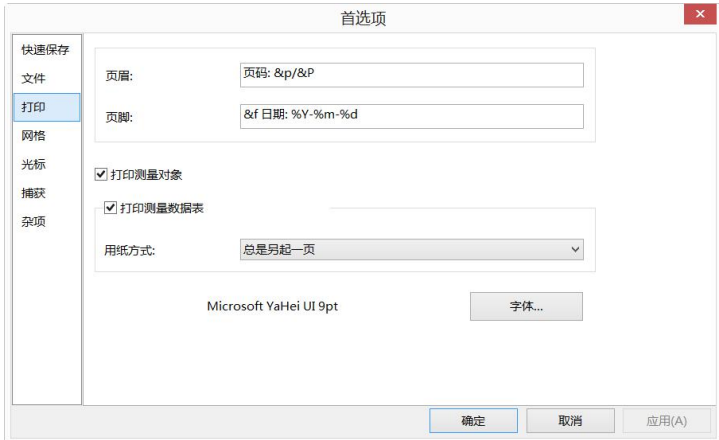 首选项
快速保存
文件
打印
网格
光标
捕获
杂项
页眉:
页码: &p/&P
页脚:
&f 日期: %Y-%m-%d
打印测量对象
打印测量数据表
用纸方式:
总是另起一页
Microsoft YaHei UI 9pt
字体...
确定
取消
应用(A)